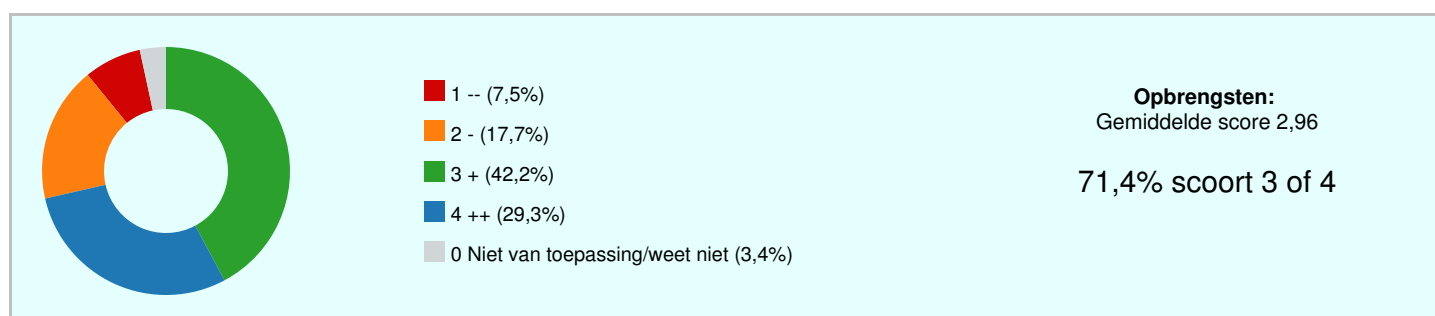 1 -- (7,5%)
2 - (17,7%)
3 + (42,2%)
4 ++ (29,3%)
0 Niet van toepassing/weet niet (3,4%)
Opbrengsten:
Gemiddelde score 2,96
71,4% scoort 3 of 4